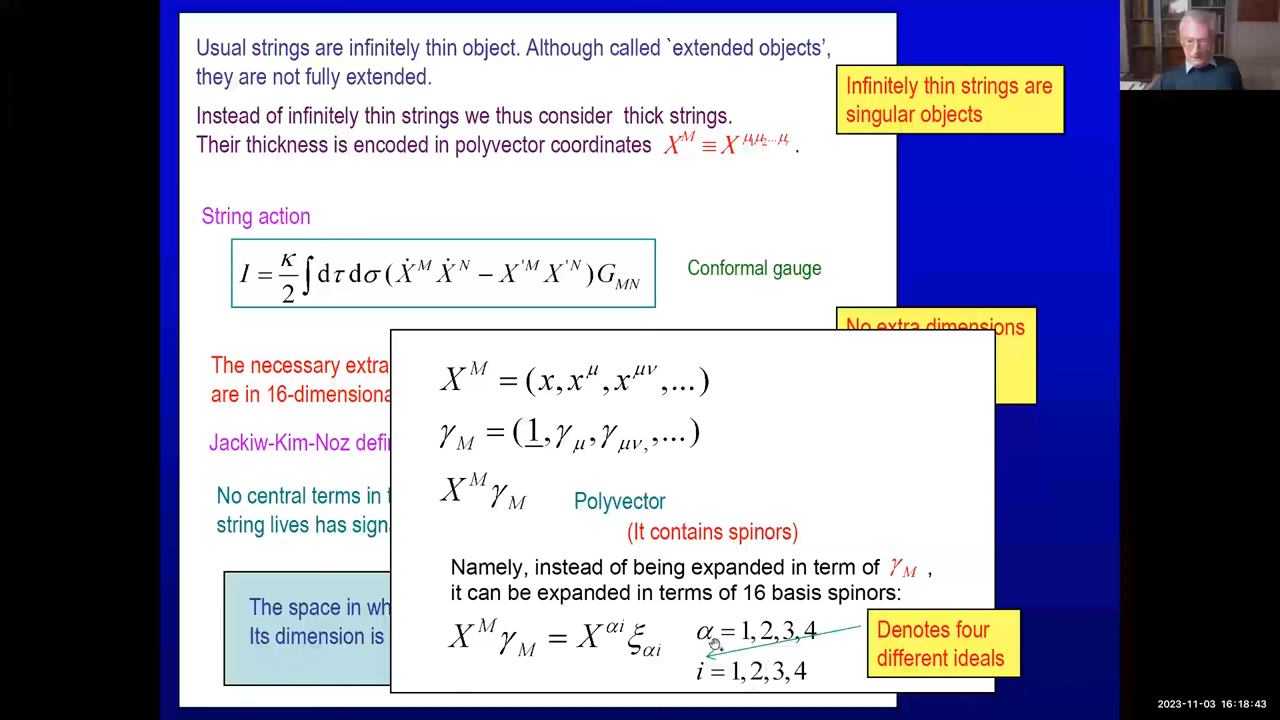 Usual strings are infinitely thin object. Although called `extended objects',
they are not fully extended.
Infinitely thin strings are
singular objects
Instead of infinitely thin strings we thus consider thick strings.
Their thickness is encoded in polyvector coordinates X^M ≡ X^{μ₁μ₂...μᵣ} .
String action
I = κ/2 ∫ dτ dσ (Ẋ^M Ẋ^N − X'^M X'^N) G_{MN}
Conformal gauge
No extra dimensions
The necessary extra
are in 16-dimensiona
Jackiw-Kim-Noz defin
No central terms in t
string lives has sign
The space in wh
Its dimension is
X^M = (x, x^μ, x^{μν}, ...)
γ_M = (1, γ_μ, γ_{μν}, ...)
X^M γ_M Polyvector
(It contains spinors)
Namely, instead of being expanded in term of γ_M ,
it can be expanded in terms of 16 basis spinors:
X^M γ_M = X^{αi} ξ_{αi}
α = 1, 2, 3, 4
i = 1, 2, 3, 4
Denotes four
different ideals
2023-11-03 16:18:43